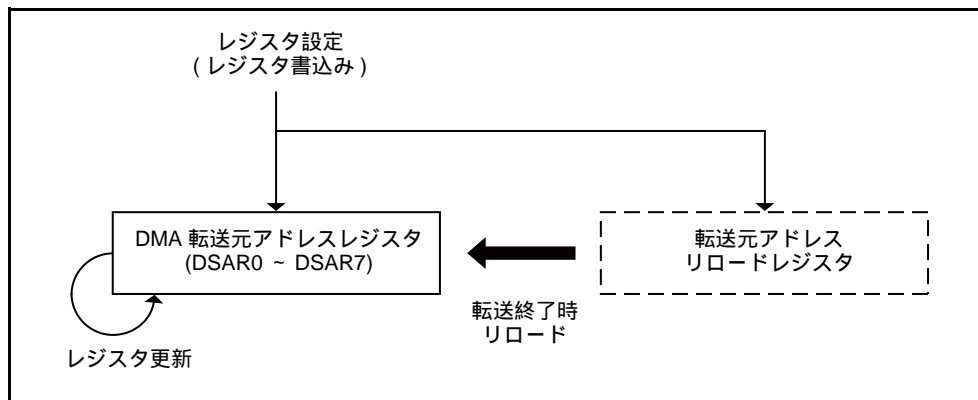 レジスタ設定
( レジスタ書込み )
DMA 転送元アドレスレジスタ
(DSAR0 ~ DSAR7)
転送元アドレス
リロードレジスタ
転送終了時
リロード
レジスタ更新